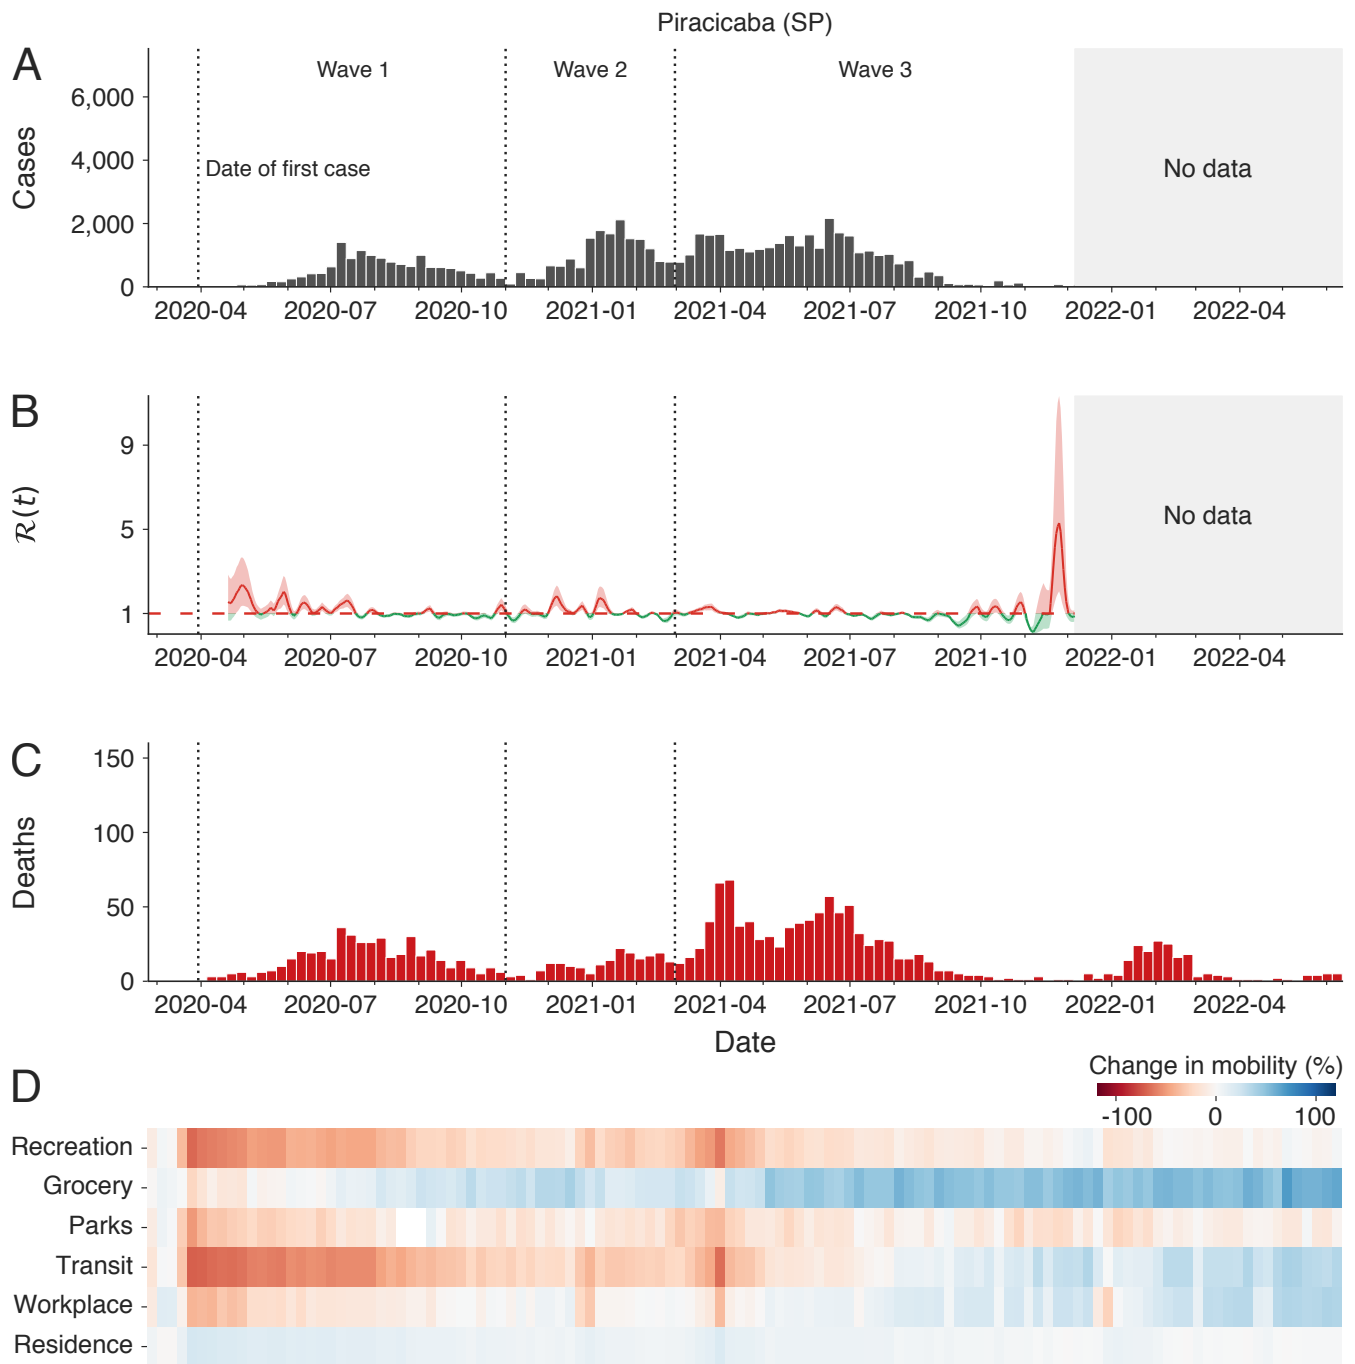 Piracicaba (SP)
A
Wave 1
Wave 2
Wave 3
6,000
4,000
2,000
0
Cases
Date of first case
No data
2020-04
2020-07
2020-10
2021-01
2021-04
2021-07
2021-10
2022-01
2022-04
B
9
5
1
R(t)
No data
2020-04
2020-07
2020-10
2021-01
2021-04
2021-07
2021-10
2022-01
2022-04
C
150
100
50
0
Deaths
2020-04
2020-07
2020-10
2021-01
2021-04
2021-07
2021-10
2022-01
2022-04
Date
D
Change in mobility (%)
-100
0
100
Recreation
Grocery
Parks
Transit
Workplace
Residence